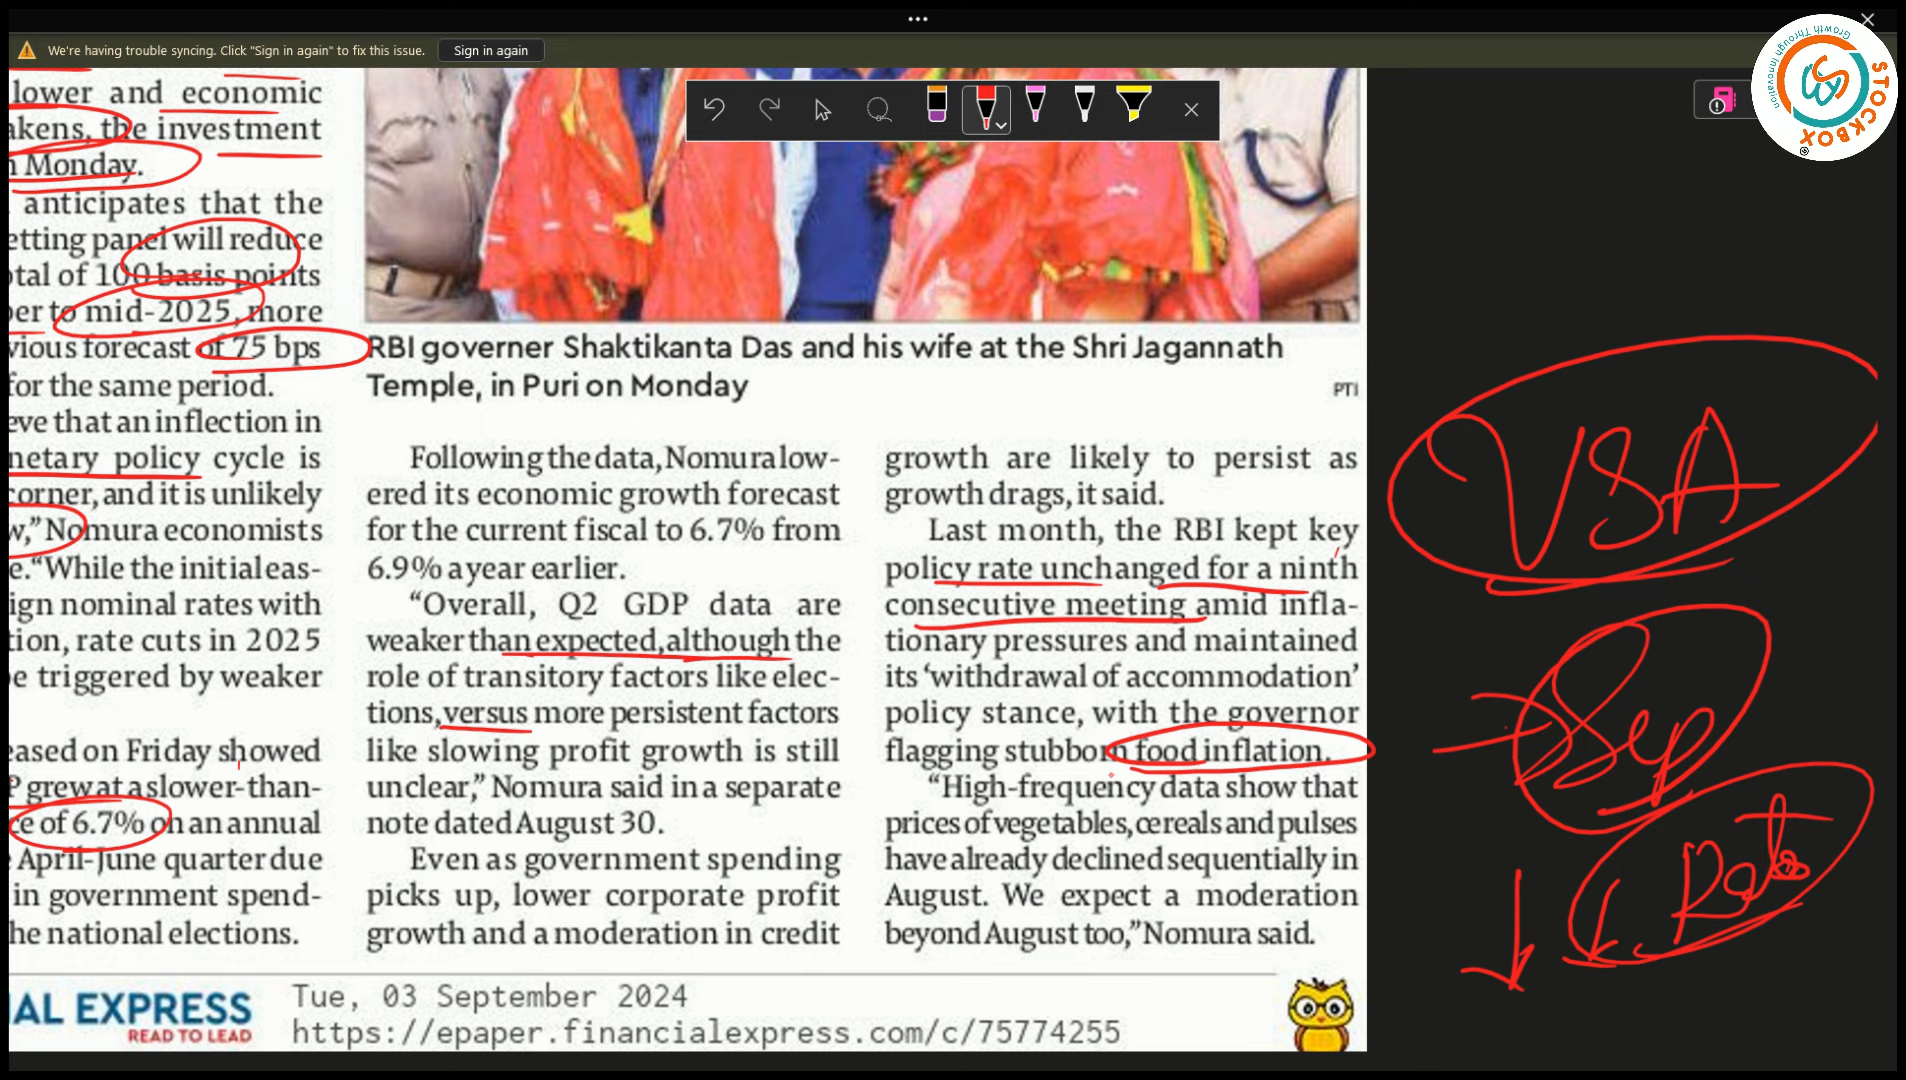 We're having trouble syncing. Click "Sign in again" to fix this issue.
Sign in again
Growth Through Innovation
STOCKBOX
®
lower and economic
akens, the investment
n Monday.
anticipates that the
etting panel will reduce
otal of 100 basis points
er to mid-2025, more
vious forecast of 75 bps
for the same period.
eve that an inflection in
netary policy cycle is
corner, and it is unlikely
w,” Nomura economists
e. “While the initial eas-
ign nominal rates with
tion, rate cuts in 2025
e triggered by weaker
eased on Friday showed
P grew at a slower-than-
ce of 6.7% on an annual
April-June quarter due
in government spend-
he national elections.
RBI governer Shaktikanta Das and his wife at the Shri Jagannath
Temple, in Puri on Monday
PTI
Following the data, Nomura low-
ered its economic growth forecast
for the current fiscal to 6.7% from
6.9% a year earlier.
“Overall, Q2 GDP data are
weaker than expected, although the
role of transitory factors like elec-
tions, versus more persistent factors
like slowing profit growth is still
unclear,” Nomura said in a separate
note dated August 30.
Even as government spending
picks up, lower corporate profit
growth and a moderation in credit
growth are likely to persist as
growth drags, it said.
Last month, the RBI kept key
policy rate unchanged for a ninth
consecutive meeting amid infla-
tionary pressures and maintained
its ‘withdrawal of accommodation’
policy stance, with the governor
flagging stubborn food inflation.
“High-frequency data show that
prices of vegetables, cereals and pulses
have already declined sequentially in
August. We expect a moderation
beyond August too,” Nomura said.
VSA
Sep
Rate
AL EXPRESS
READ TO LEAD
Tue, 03 September 2024
https://epaper.financialexpress.com/c/75774255